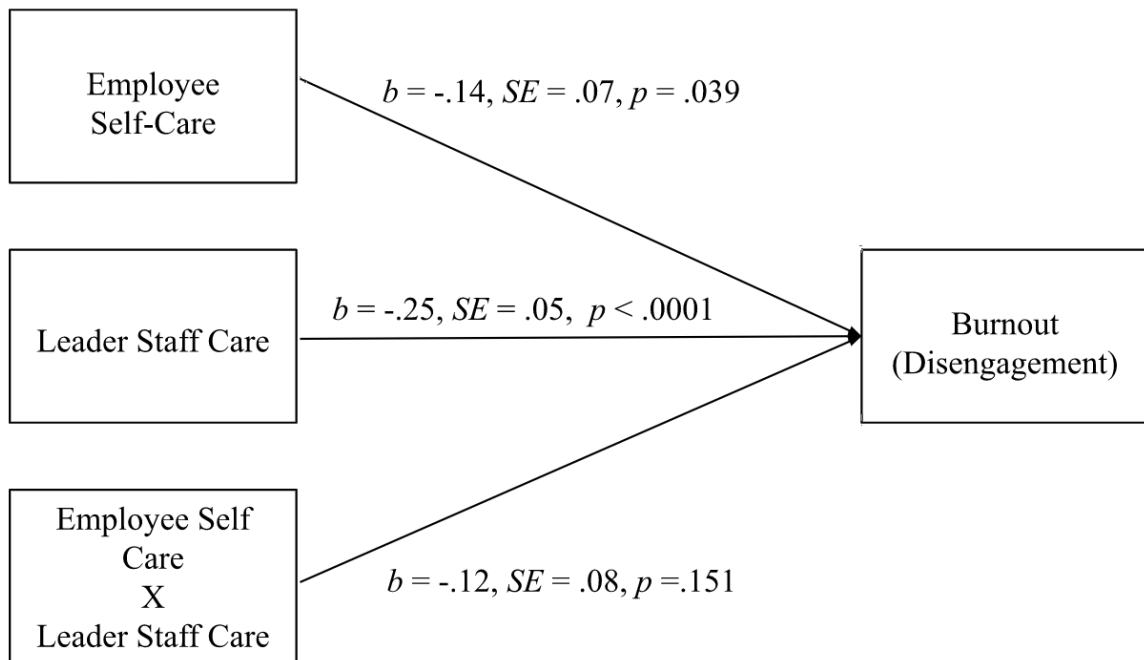 Employee
Self-Care
b = -.14, SE = .07, p = .039
Leader Staff Care
b = -.25, SE = .05, p < .0001
Burnout
(Disengagement)
Employee Self
Care
X
Leader Staff Care
b = -.12, SE = .08, p =.151